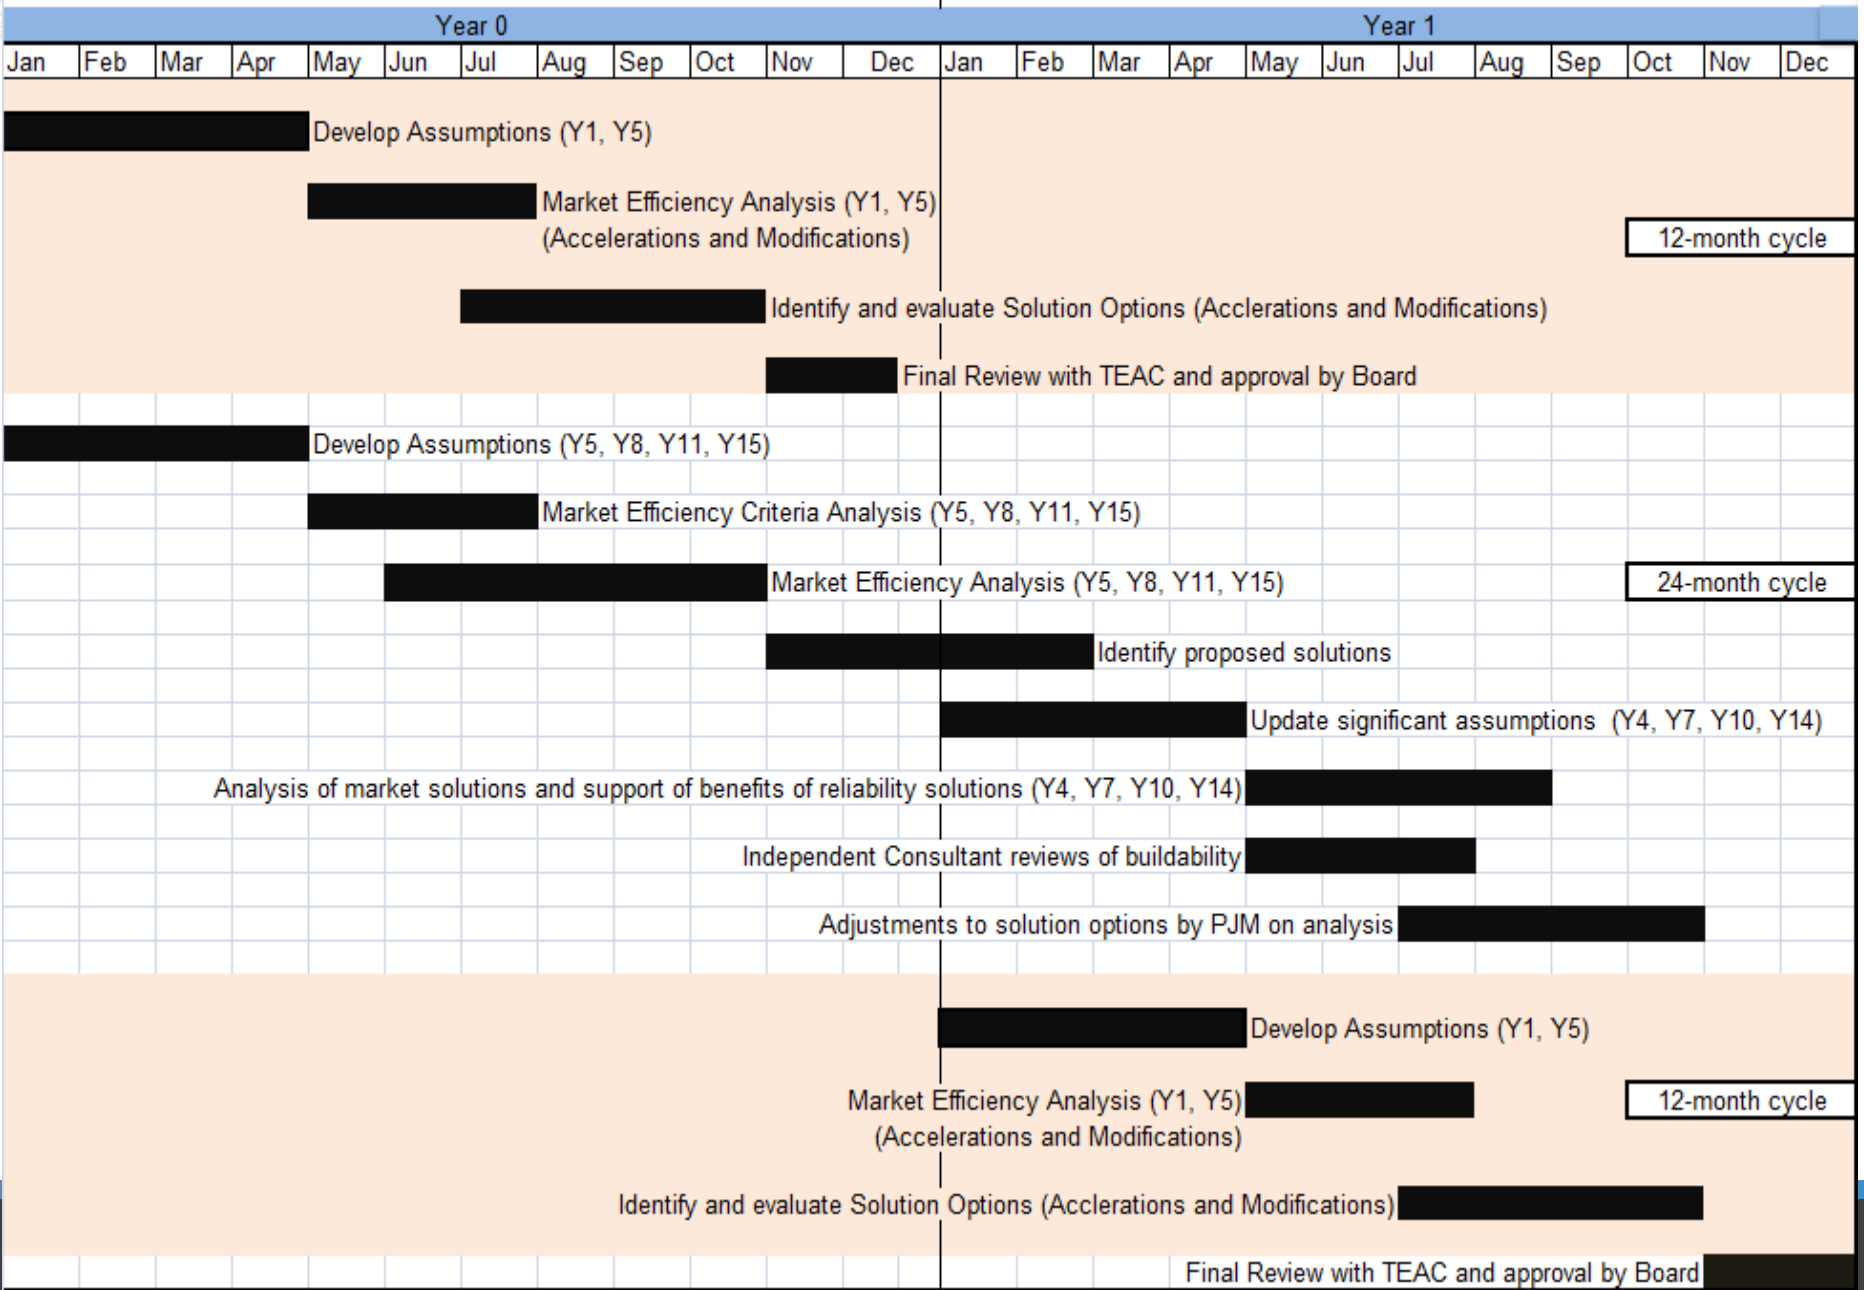 Year 0 Year 1
Jan Feb Mar Apr May Jun Jul Aug Sep Oct Nov Dec Jan Feb Mar Apr May Jun Jul Aug Sep Oct Nov Dec
Develop Assumptions (Y1, Y5)
Market Efficiency Analysis (Y1, Y5)
(Accelerations and Modifications)
12-month cycle
Identify and evaluate Solution Options (Acclerations and Modifications)
Final Review with TEAC and approval by Board
Develop Assumptions (Y5, Y8, Y11, Y15)
Market Efficiency Criteria Analysis (Y5, Y8, Y11, Y15)
Market Efficiency Analysis (Y5, Y8, Y11, Y15)
24-month cycle
Identify proposed solutions
Update significant assumptions (Y4, Y7, Y10, Y14)
Analysis of market solutions and support of benefits of reliability solutions (Y4, Y7, Y10, Y14)
Independent Consultant reviews of buildability
Adjustments to solution options by PJM on analysis
Develop Assumptions (Y1, Y5)
Market Efficiency Analysis (Y1, Y5)
(Accelerations and Modifications)
12-month cycle
Identify and evaluate Solution Options (Acclerations and Modifications)
Final Review with TEAC and approval by Board